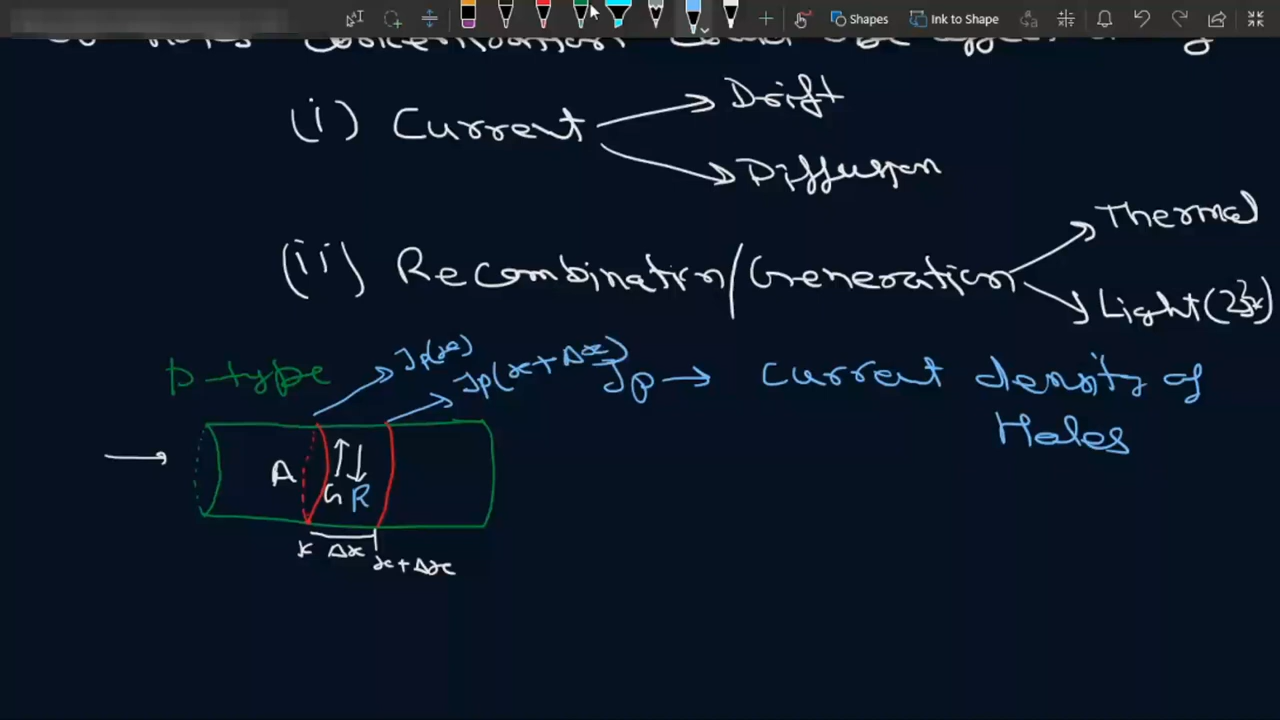 Shapes
Ink to Shape
(i) Current
Drift
Diffusion
(ii) Recombination/Generation
Thermal
Light
P-type
Jp(x)
Jp(x+Δx)
Jp → Current density of
Holes
A
G R
x Δx x+Δx